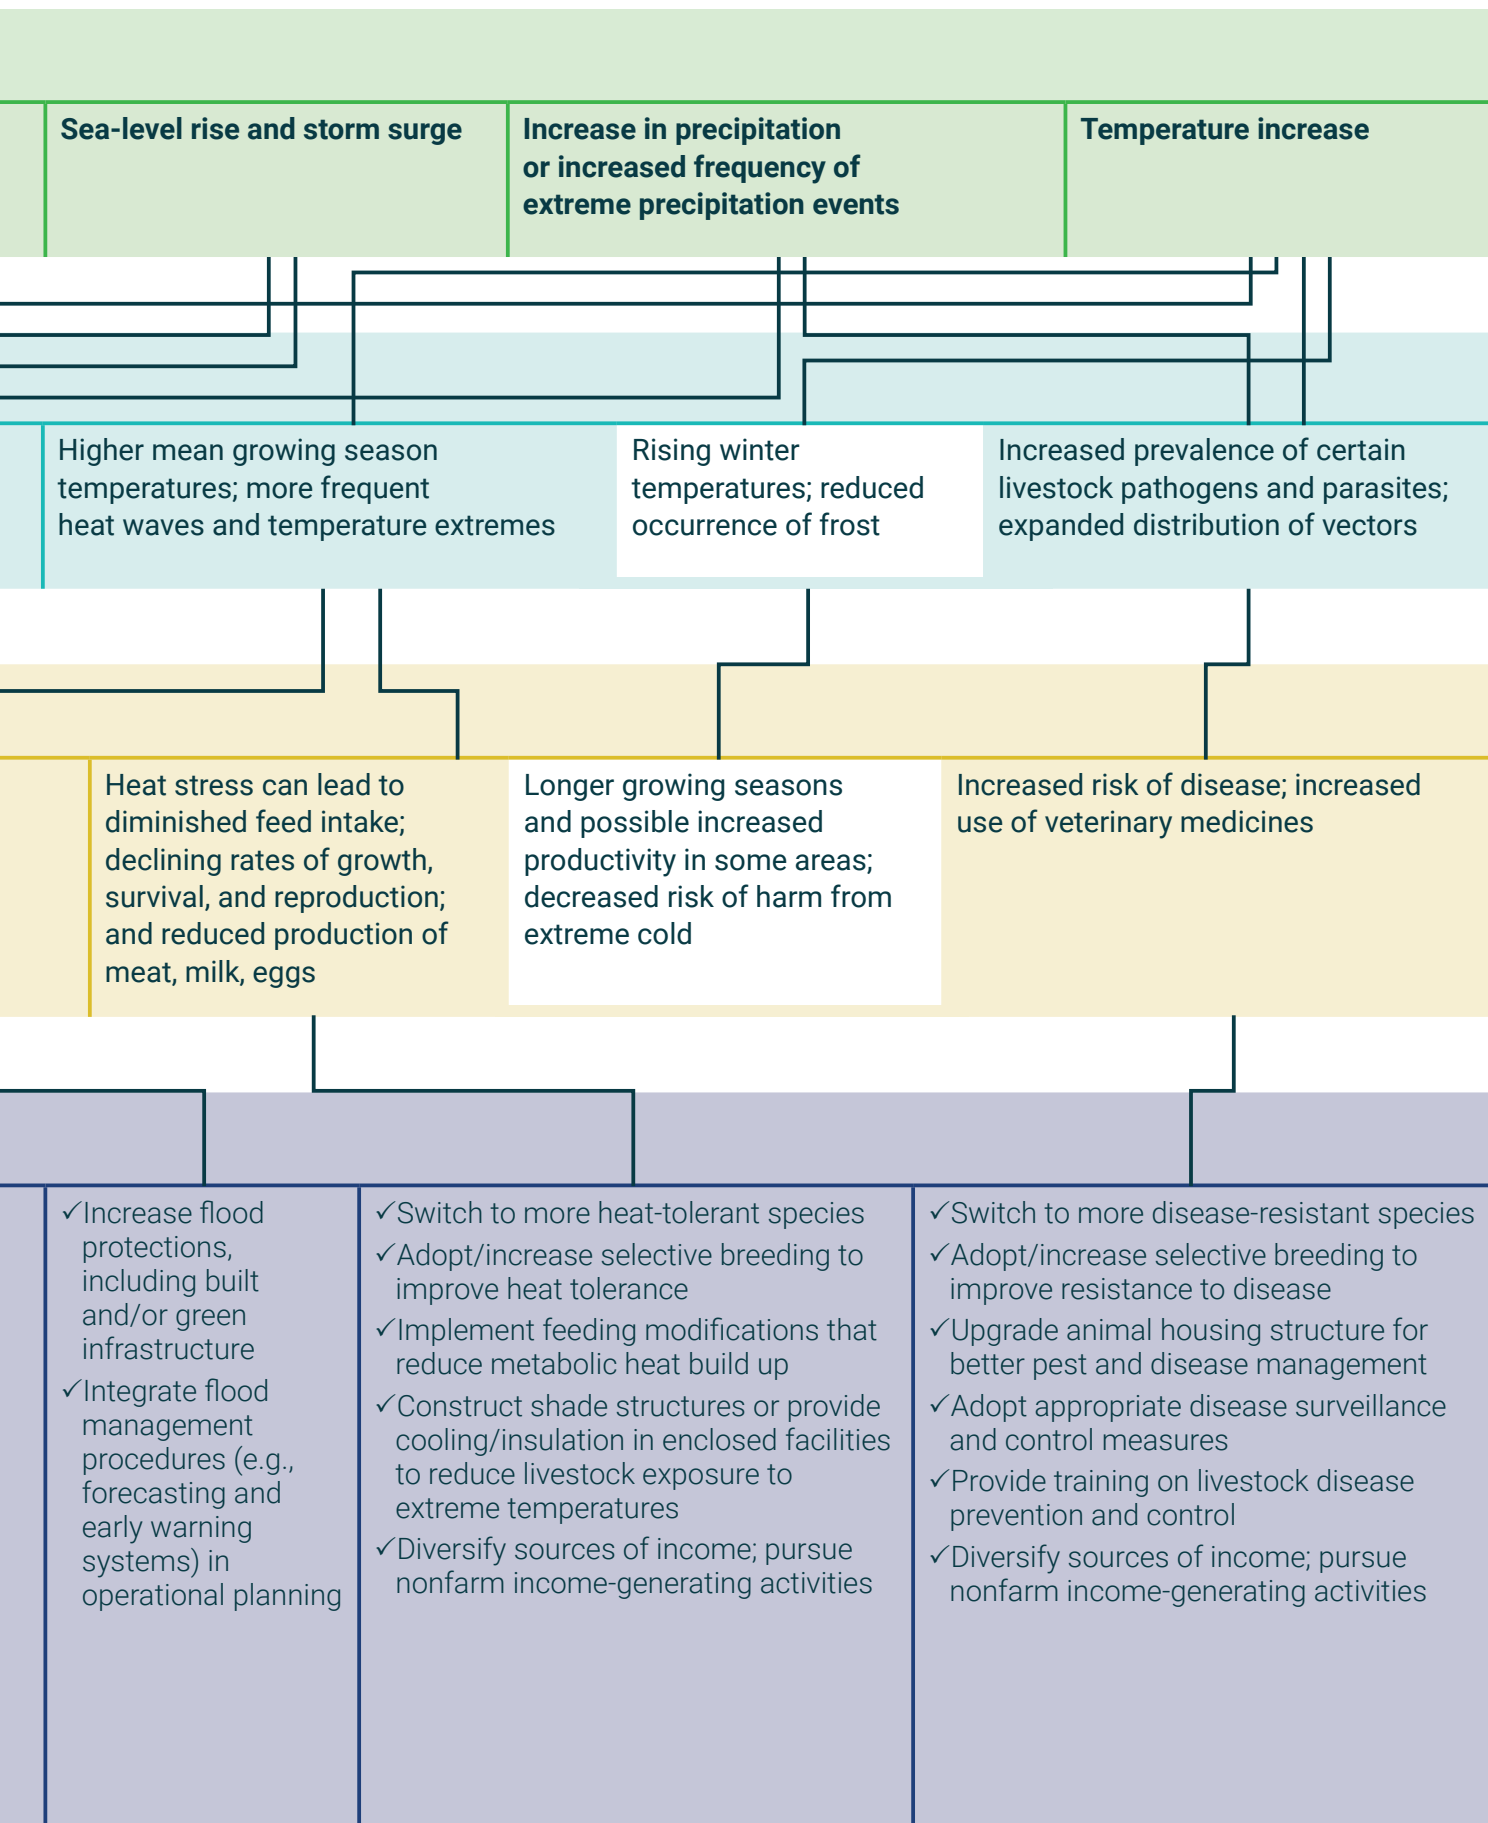 Sea-level rise and storm surge
Increase in precipitation
or increased frequency of
extreme precipitation events
Temperature increase
Higher mean growing season
temperatures; more frequent
heat waves and temperature extremes
Rising winter
temperatures; reduced
occurrence of frost
Increased prevalence of certain
livestock pathogens and parasites;
expanded distribution of vectors
Heat stress can lead to
diminished feed intake;
declining rates of growth,
survival, and reproduction;
and reduced production of
meat, milk, eggs
Longer growing seasons
and possible increased
productivity in some areas;
decreased risk of harm from
extreme cold
Increased risk of disease; increased
use of veterinary medicines
✓Increase flood
protections,
including built
and/or green
infrastructure
✓Integrate flood
management
procedures (e.g.,
forecasting and
early warning
systems) in
operational planning
✓Switch to more heat-tolerant species
✓Adopt/increase selective breeding to
improve heat tolerance
✓Implement feeding modifications that
reduce metabolic heat build up
✓Construct shade structures or provide
cooling/insulation in enclosed facilities
to reduce livestock exposure to
extreme temperatures
✓Diversify sources of income; pursue
nonfarm income-generating activities
✓Switch to more disease-resistant species
✓Adopt/increase selective breeding to
improve resistance to disease
✓Upgrade animal housing structure for
better pest and disease management
✓Adopt appropriate disease surveillance
and control measures
✓Provide training on livestock disease
prevention and control
✓Diversify sources of income; pursue
nonfarm income-generating activities